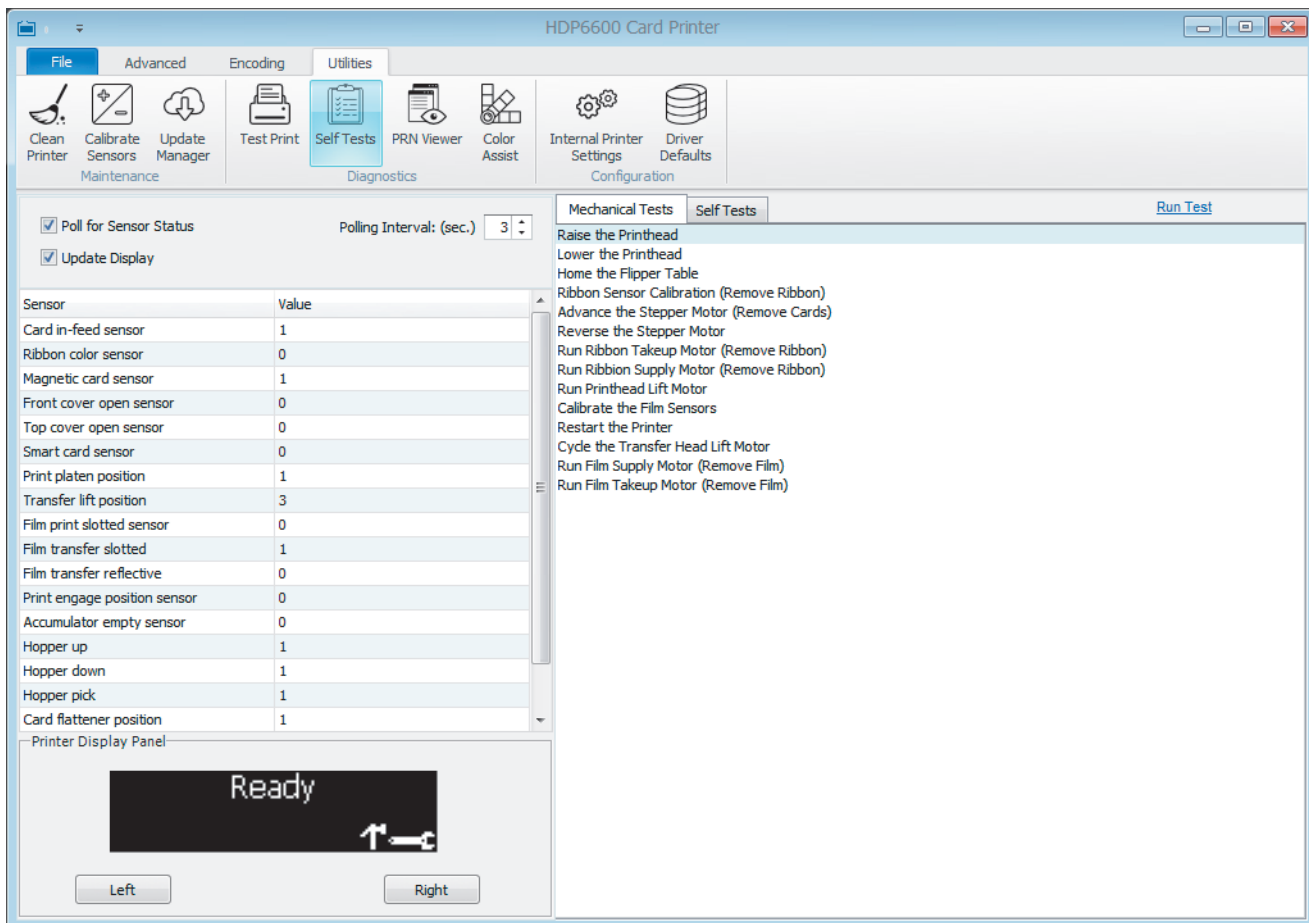 HDP6600 Card Printer
File Advanced Encoding Utilities
Clean Printer Calibrate Sensors Update Manager Test Print Self Tests PRN Viewer Color Assist Internal Printer Settings Driver Defaults
Maintenance Diagnostics Configuration
Poll for Sensor Status Polling Interval: (sec.) 3
Update Display
Sensor Value
Card in-feed sensor 1
Ribbon color sensor 0
Magnetic card sensor 1
Front cover open sensor 0
Top cover open sensor 0
Smart card sensor 0
Print platen position 1
Transfer lift position 3
Film print slotted sensor 0
Film transfer slotted 1
Film transfer reflective 0
Print engage position sensor 0
Accumulator empty sensor 0
Hopper up 1
Hopper down 1
Hopper pick 1
Card flattener position 1
Printer Display Panel
Ready
Left Right
Mechanical Tests Self Tests Run Test
Raise the Printhead
Lower the Printhead
Home the Flipper Table
Ribbon Sensor Calibration (Remove Ribbon)
Advance the Stepper Motor (Remove Cards)
Reverse the Stepper Motor
Run Ribbon Takeup Motor (Remove Ribbon)
Run Ribbion Supply Motor (Remove Ribbon)
Run Printhead Lift Motor
Calibrate the Film Sensors
Restart the Printer
Cycle the Transfer Head Lift Motor
Run Film Supply Motor (Remove Film)
Run Film Takeup Motor (Remove Film)